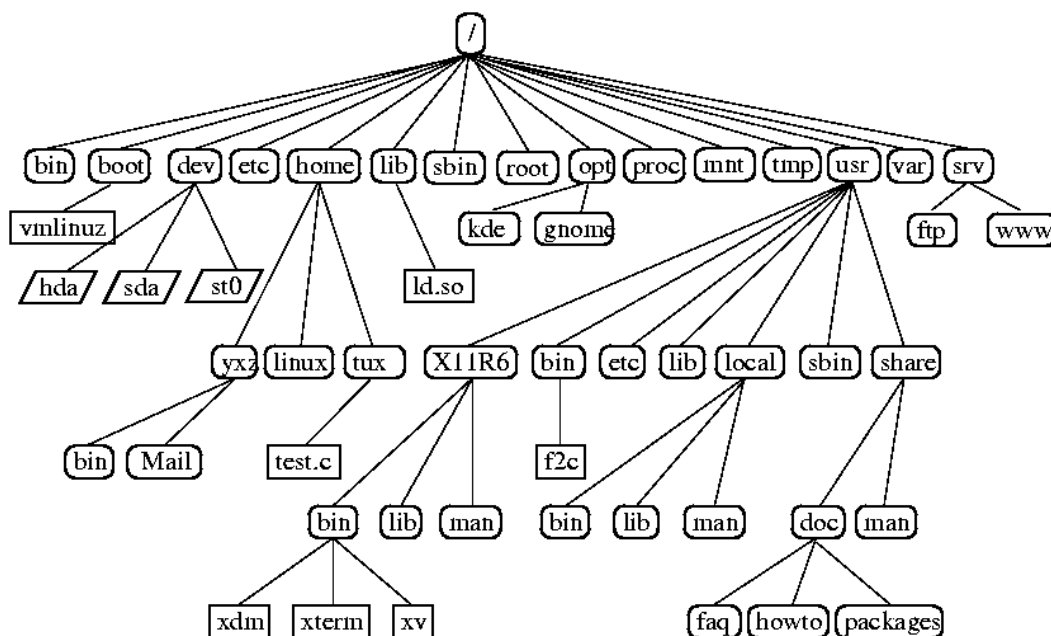 /
bin boot dev etc home lib sbin root opt proc mnt tmp usr var srv
vmlinuz kde gnome ftp www
hda sda st0 ld.so
yxz linux tux X11R6 bin etc lib local sbin share
bin Mail test.c f2c
bin lib man bin lib man doc man
xdm xterm xv faq howto packages